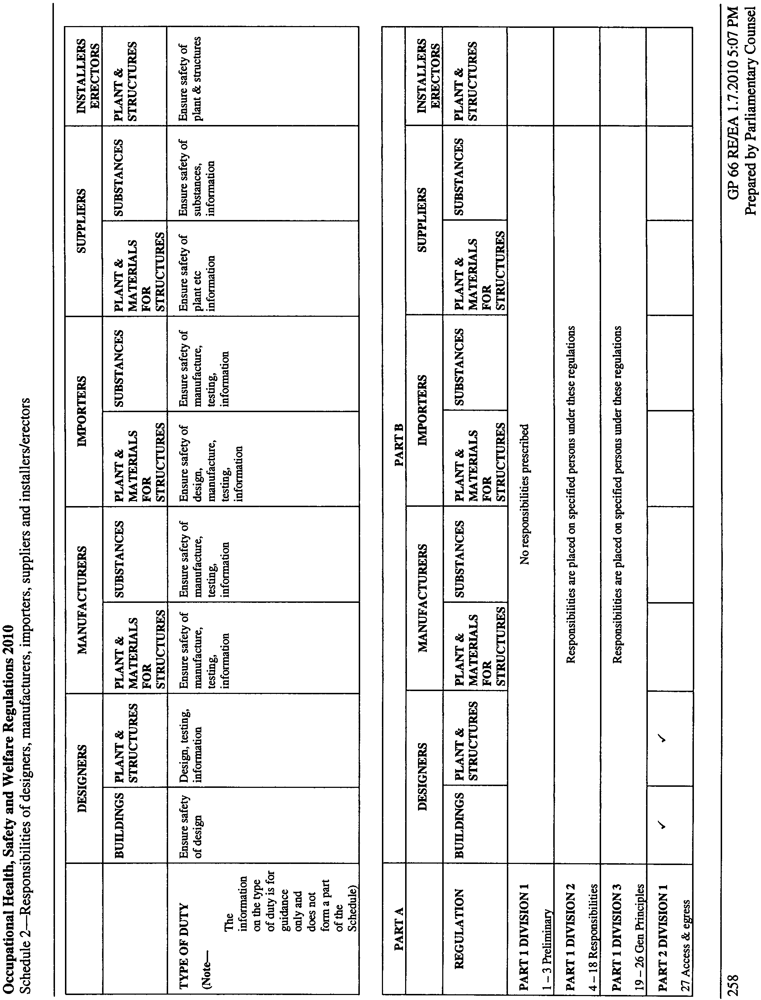 Occupational Health, Safety and Welfare Regulations 2010
Schedule 2—Responsibilities of designers, manufacturers, importers, suppliers and installers/erectors
DESIGNERS MANUFACTURERS IMPORTERS SUPPLIERS INSTALLERS
ERECTORS
BUILDINGS PLANT & PLANT & SUBSTANCES PLANT & SUBSTANCES PLANT & SUBSTANCES PLANT &
STRUCTURES MATERIALS MATERIALS MATERIALS STRUCTURES
FOR FOR FOR
STRUCTURES STRUCTURES STRUCTURES
TYPE OF DUTY Ensure safety Design, testing, Ensure safety of Ensure safety of Ensure safety of Ensure safety of Ensure safety of Ensure safety of Ensure safety of
of design information manufacture, manufacture, design, manufacture, plant etc substances, plant & structures
(Note— testing, testing, manufacture, testing, information information
information information testing, information
The information
information
on the type
of duty is for
guidance
only and
does not
form a part
of the
Schedule)
PART A PART B
DESIGNERS MANUFACTURERS IMPORTERS SUPPLIERS INSTALLERS
ERECTORS
REGULATION BUILDINGS PLANT & PLANT & SUBSTANCES PLANT & SUBSTANCES PLANT & SUBSTANCES PLANT &
STRUCTURES MATERIALS MATERIALS MATERIALS STRUCTURES
FOR FOR FOR
STRUCTURES STRUCTURES STRUCTURES
PART 1 DIVISION 1 No responsibilities prescribed
1 – 3 Preliminary
PART 1 DIVISION 2 Responsibilities are placed on specified persons under these regulations
4 – 18 Responsibilities
PART 1 DIVISION 3 Responsibilities are placed on specified persons under these regulations
19 – 26 Gen Principles
PART 2 DIVISION 1 ✓ ✓
27 Access & egress
258 GP 66 RE/EA 1.7.2010 5:07 PM
Prepared by Parliamentary Counsel